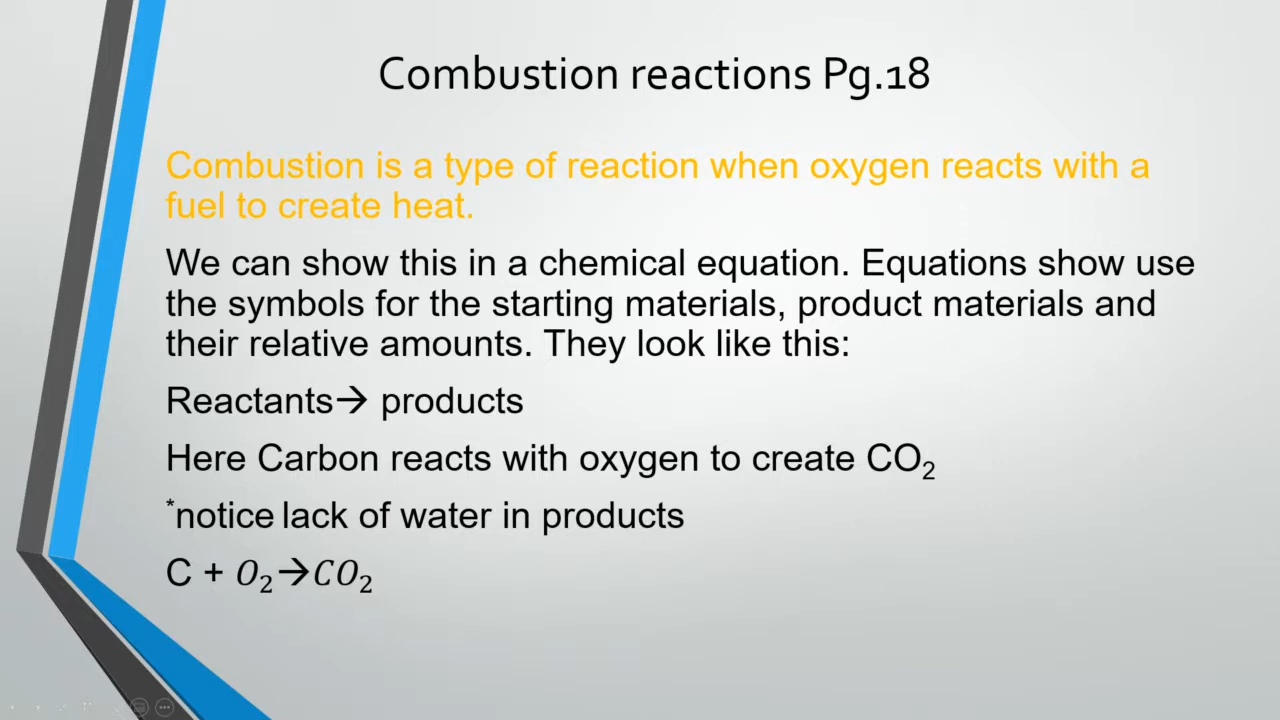 Combustion reactions Pg.18
Combustion is a type of reaction when oxygen reacts with a
fuel to create heat.
We can show this in a chemical equation. Equations show use
the symbols for the starting materials, product materials and
their relative amounts. They look like this:
Reactants→ products
Here Carbon reacts with oxygen to create CO₂
*notice lack of water in products
C + 𝑂₂→𝐶𝑂₂